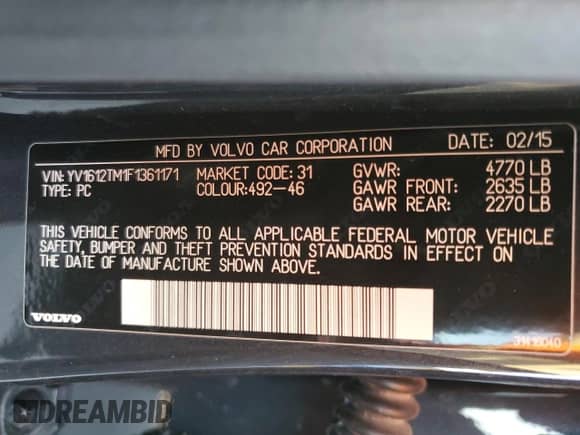 MFD BY VOLVO CAR CORPORATION DATE: 02/15
VIN: YV1612TM1F1361171 MARKET CODE: 31 GVWR: 4770 LB
TYPE: PC COLOUR:492-46 GAWR FRONT: 2635 LB
GAWR REAR: 2270 LB
THIS VEHICLE CONFORMS TO ALL APPLICABLE FEDERAL MOTOR VEHICLE
SAFETY, BUMPER AND THEFT PREVENTION STANDARDS IN EFFECT ON
THE DATE OF MANUFACTURE SHOWN ABOVE.
VOLVO
DREAMBID